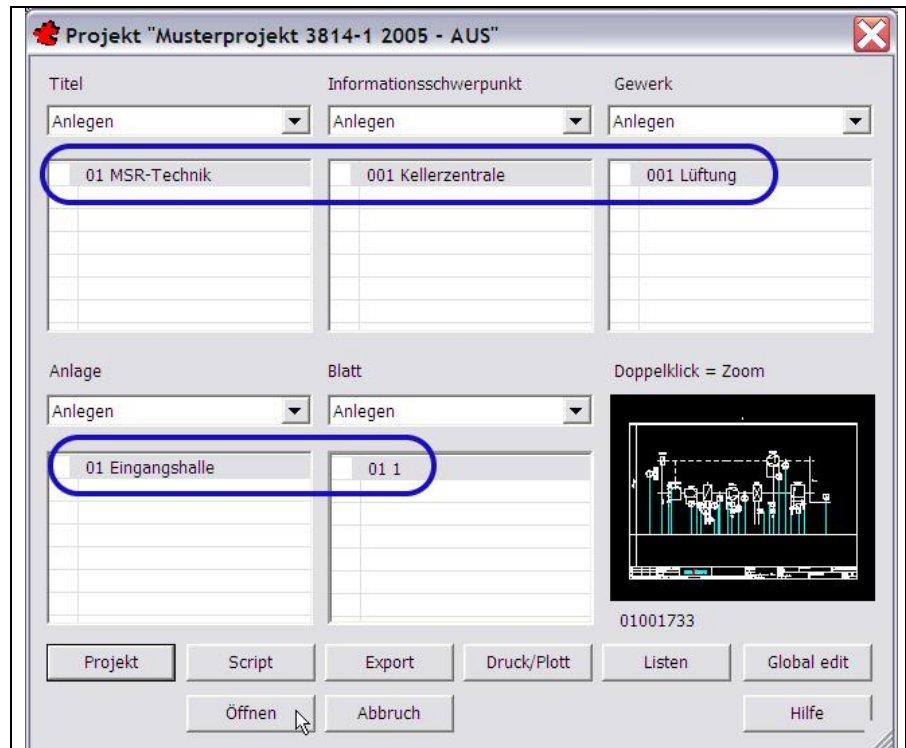 Projekt "Musterprojekt 3814-1 2005 - AUS"
Titel Informationsschwerpunkt Gewerk
Anlegen Anlegen Anlegen
01 MSR-Technik 001 Kellerzentrale 001 Lüftung
Anlage Blatt Doppelklick = Zoom
Anlegen Anlegen
01 Eingangshalle 01 1
01001733
Projekt Script Export Druck/Plott Listen Global edit
Öffnen Abbruch Hilfe